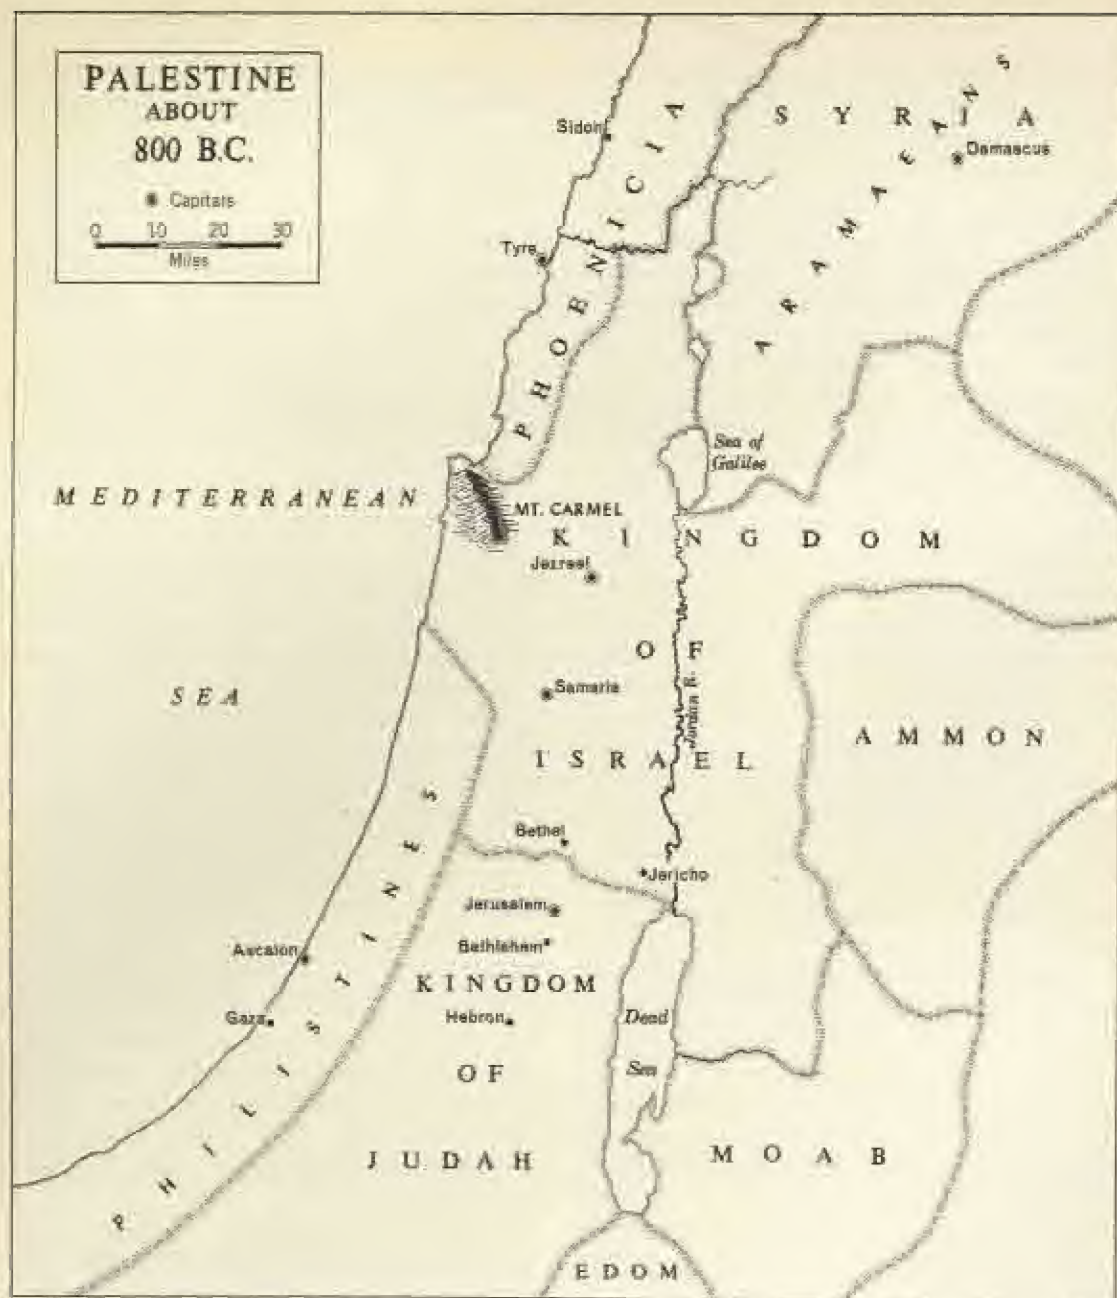 PALESTINE
ABOUT
800 B.C.
Capitals
0 10 20 30
Miles
Sidon
SYRIA
ARAMAEANS
Damascus
PHOENICIA
Tyre
Sea of
Galilee
MEDITERRANEAN
SEA
MT. CARMEL
KINGDOM
OF
ISRAEL
Jezreel
Samaria
Jordan R.
AMMON
PHILISTINES
Bethel
Jericho
Jerusalem
Bethlehem
Ascalon
KINGDOM
OF
JUDAH
Gaza
Hebron
Dead
Sea
MOAB
EDOM